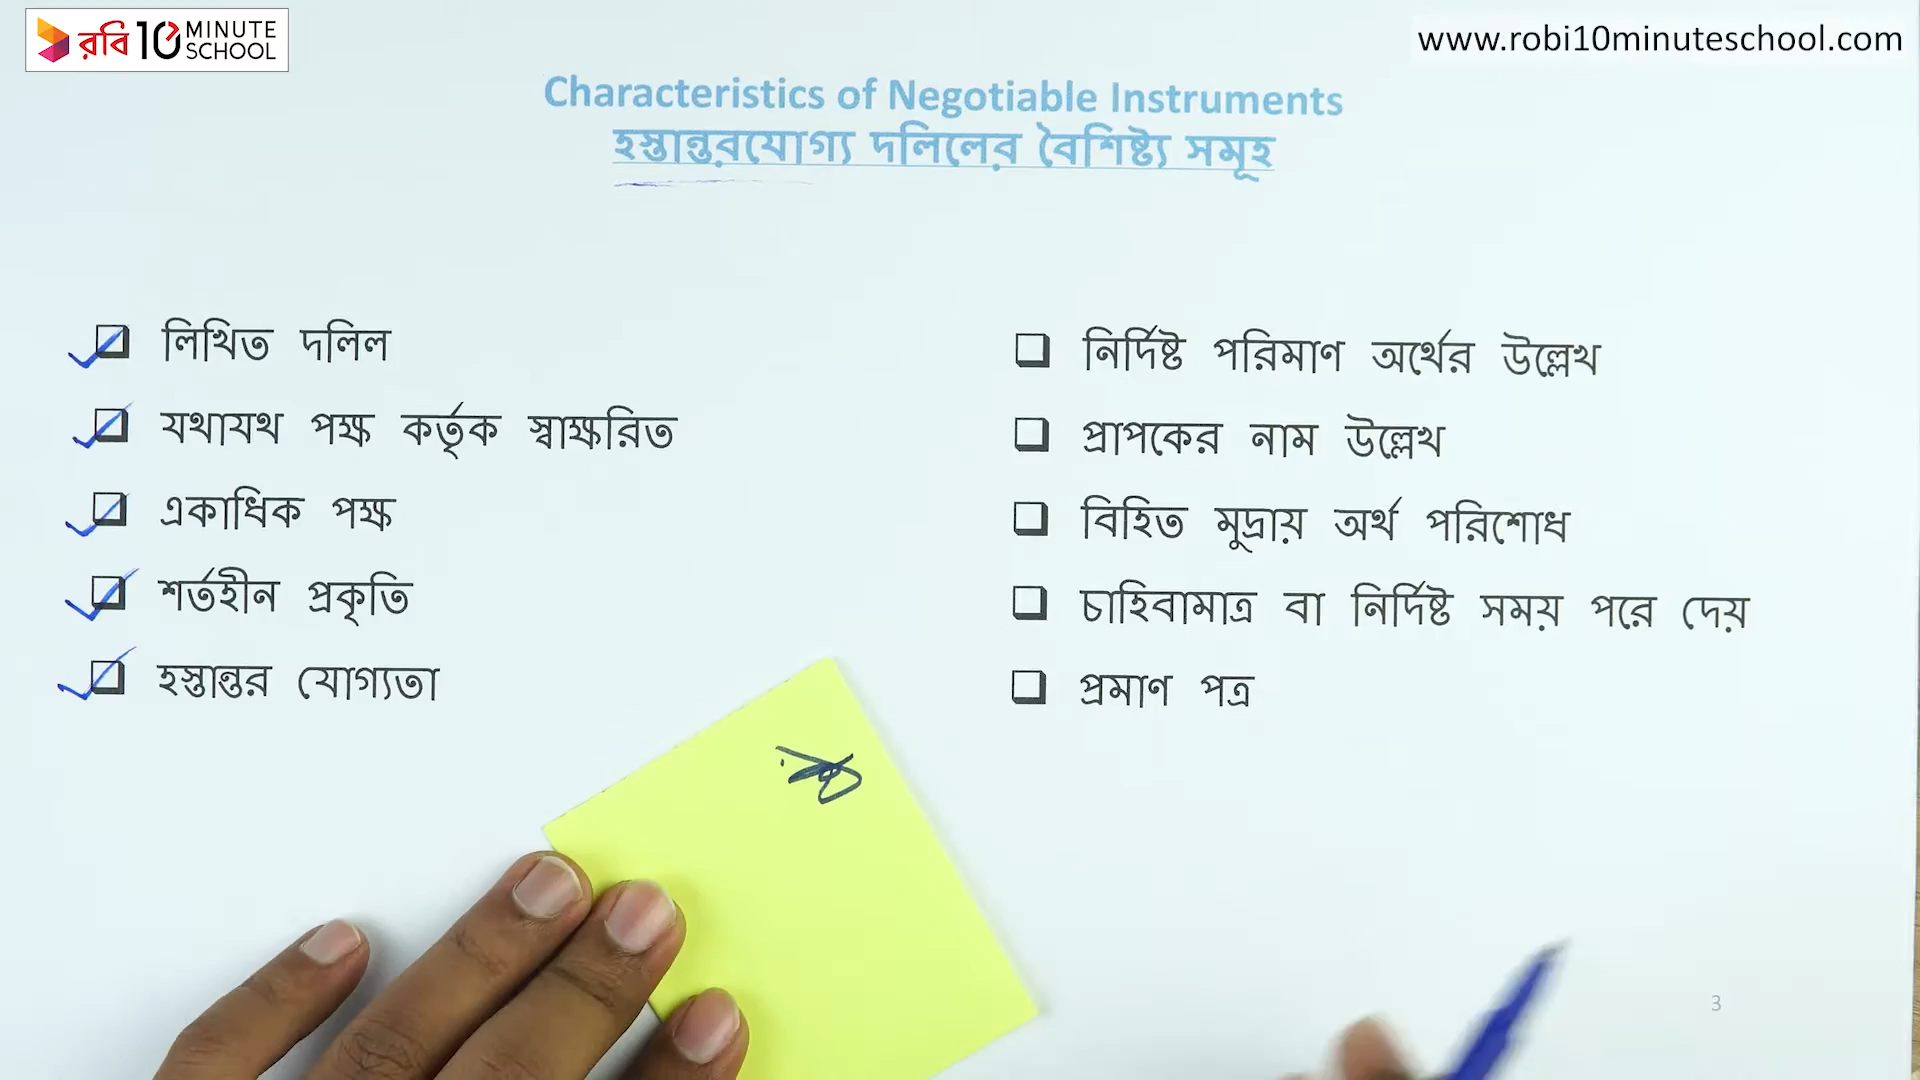 রবি 10 MINUTE SCHOOL
www.robi10minuteschool.com
Characteristics of Negotiable Instruments
হস্তান্তরযোগ্য দলিলের বৈশিষ্ট্য সমূহ
লিখিত দলিল
যথাযথ পক্ষ কর্তৃক স্বাক্ষরিত
একাধিক পক্ষ
শর্তহীন প্রকৃতি
হস্তান্তর যোগ্যতা
নির্দিষ্ট পরিমাণ অর্থের উল্লেখ
প্রাপকের নাম উল্লেখ
বিহিত মুদ্রায় অর্থ পরিশোধ
চাহিবামাত্র বা নির্দিষ্ট সময় পরে দেয়
প্রমাণ পত্র
3